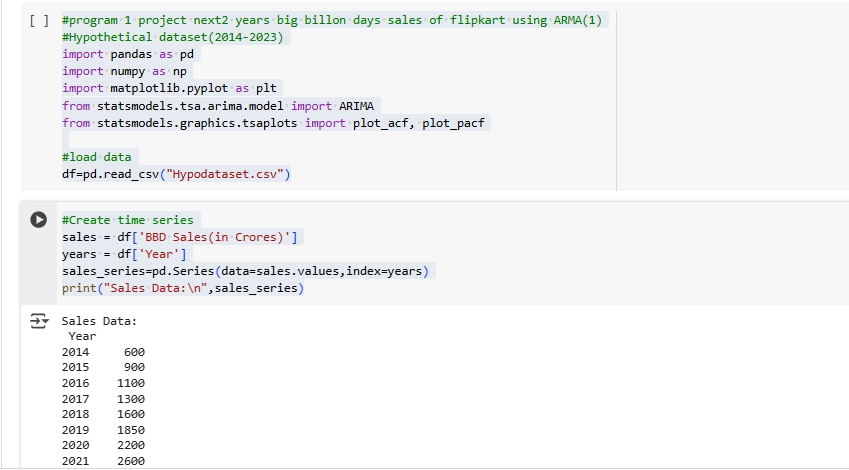 [ ] #program 1 project next2 years big billon days sales of flipkart using ARMA(1)
#Hypothetical dataset(2014-2023)
import pandas as pd
import numpy as np
import matplotlib.pyplot as plt
from statsmodels.tsa.arima.model import ARIMA
from statsmodels.graphics.tsaplots import plot_acf, plot_pacf
#load data
df=pd.read_csv("Hypodataset.csv")
#Create time series
sales = df['BBD Sales(in Crores)']
years = df['Year']
sales_series=pd.Series(data=sales.values,index=years)
print("Sales Data:\n",sales_series)
Sales Data:
Year
2014 600
2015 900
2016 1100
2017 1300
2018 1600
2019 1850
2020 2200
2021 2600